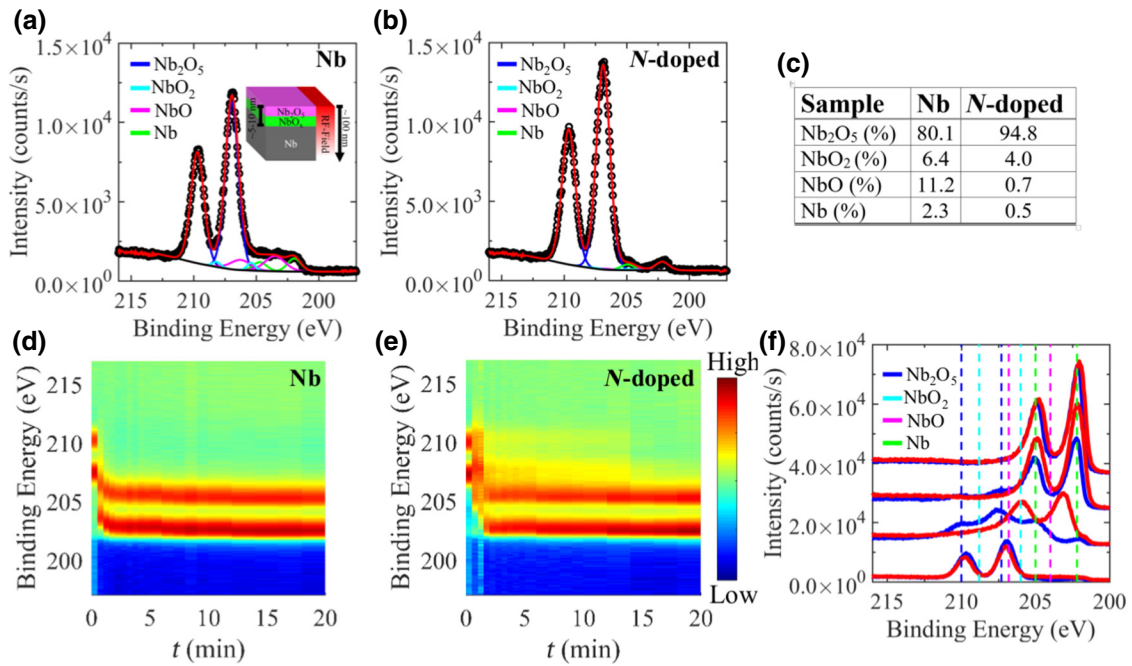 (a)
Nb
1.5×10⁴
1.0×10⁴
5.0×10³
0.0×10⁰
Intensity (counts/s)
Nb₂O₅
NbO₂
NbO
Nb
~5-10 nm
Nb₂O₅
NbOₓ
Nb
RF-Field
~100 nm
215 210 205 200
Binding Energy (eV)
(b)
N-doped
1.5×10⁴
1.0×10⁴
5.0×10³
0.0×10⁰
Intensity (counts/s)
Nb₂O₅
NbO₂
NbO
Nb
215 210 205 200
Binding Energy (eV)
(c)
Sample Nb N-doped
Nb₂O₅ (%) 80.1 94.8
NbO₂ (%) 6.4 4.0
NbO (%) 11.2 0.7
Nb (%) 2.3 0.5
(d)
Nb
Binding Energy (eV)
215
210
205
200
0 5 10 15 20
t (min)
(e)
N-doped
Binding Energy (eV)
215
210
205
200
0 5 10 15 20
t (min)
High
Low
(f)
8.0×10⁴
6.0×10⁴
4.0×10⁴
2.0×10⁴
0.0×10⁰
Intensity (counts/s)
Nb₂O₅
NbO₂
NbO
Nb
215 210 205 200
Binding Energy (eV)